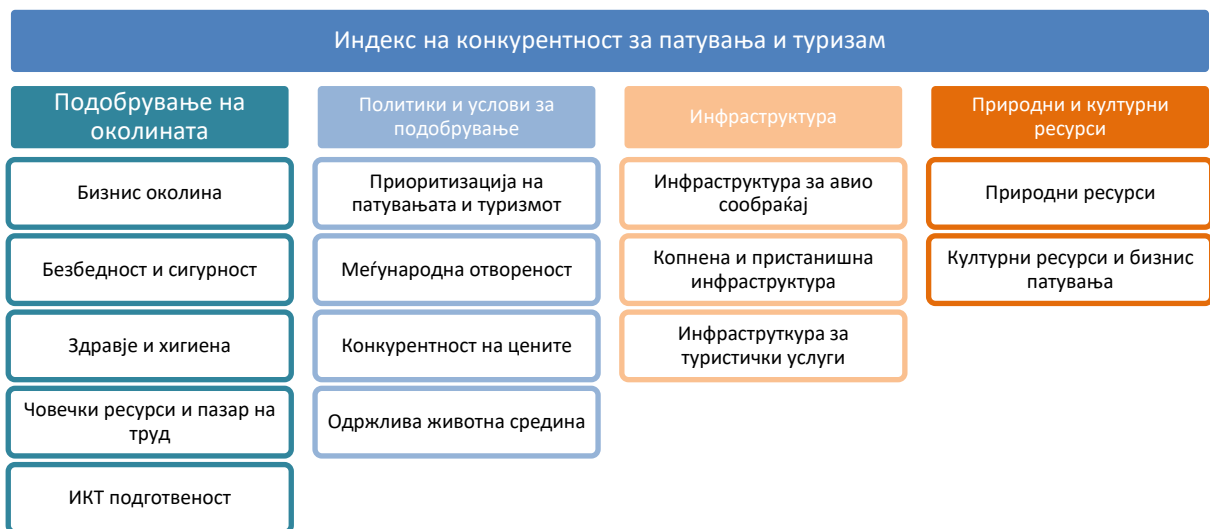 Индекс на конкурентност за патувања и туризам
Подобрување на
околината
Бизнис околина
Безбедност и сигурност
Здравје и хигиена
Човечки ресурси и пазар на
труд
ИКТ подготвеност
Политики и услови за
подобрување
Приоритизација на
патувањата и туризмот
Меѓународна отвореност
Конкурентност на цените
Одржлива животна средина
Инфраструктура
Инфраструктура за авио
сообраќај
Копнена и пристанишна
инфраструктура
Инфраструткура за
туристички услуги
Природни и културни
ресурси
Природни ресурси
Културни ресурси и бизнис
патувања